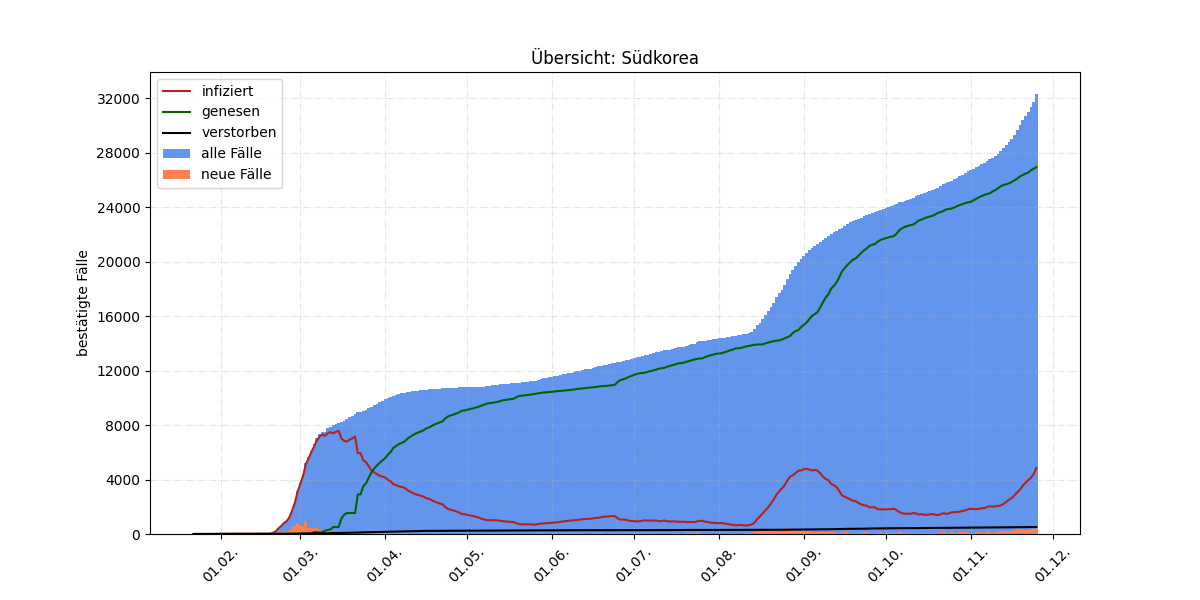 Übersicht: Südkorea
infiziert
genesen
verstorben
alle Fälle
neue Fälle
bestätigte Fälle
32000
28000
24000
20000
16000
12000
8000
4000
0
01.02.
01.03.
01.04.
01.05.
01.06.
01.07.
01.08.
01.09.
01.10.
01.11.
01.12.